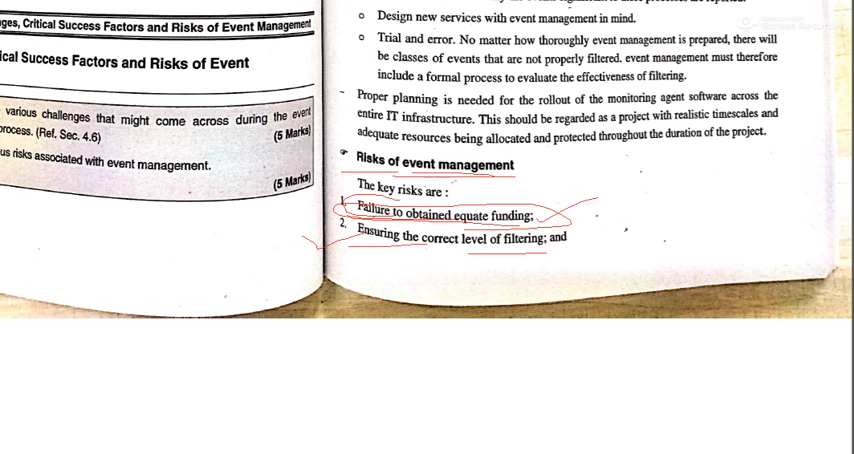 ges, Critical Success Factors and Risks of Event Management
ical Success Factors and Risks of Event
various challenges that might come across during the event
process. (Ref. Sec. 4.6)
(5 Marks)
us risks associated with event management.
(5 Marks)
o Design new services with event management in mind.
o Trial and error. No matter how thoroughly event management is prepared, there will
be classes of events that are not properly filtered. event management must therefore
include a formal process to evaluate the effectiveness of filtering.
- Proper planning is needed for the rollout of the monitoring agent software across the
entire IT infrastructure. This should be regarded as a project with realistic timescales and
adequate resources being allocated and protected throughout the duration of the project.
Risks of event management
The key risks are :
1. Failure to obtained equate funding;
2. Ensuring the correct level of filtering; and